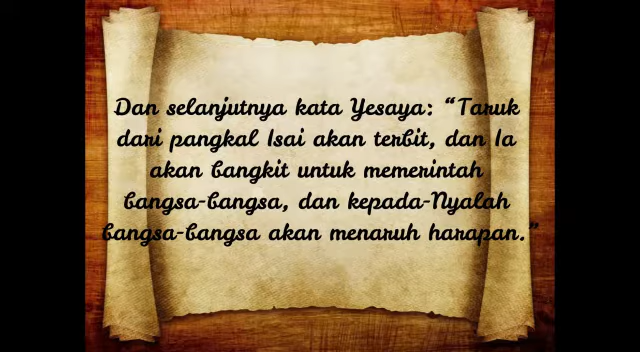 Dan selanjutnya kata Yesaya: “Taruk
dari pangkal Isai akan terbit, dan Ia
akan bangkit untuk memerintah
bangsa-bangsa, dan kepada-Nyalah
bangsa-bangsa akan menaruh harapan.”